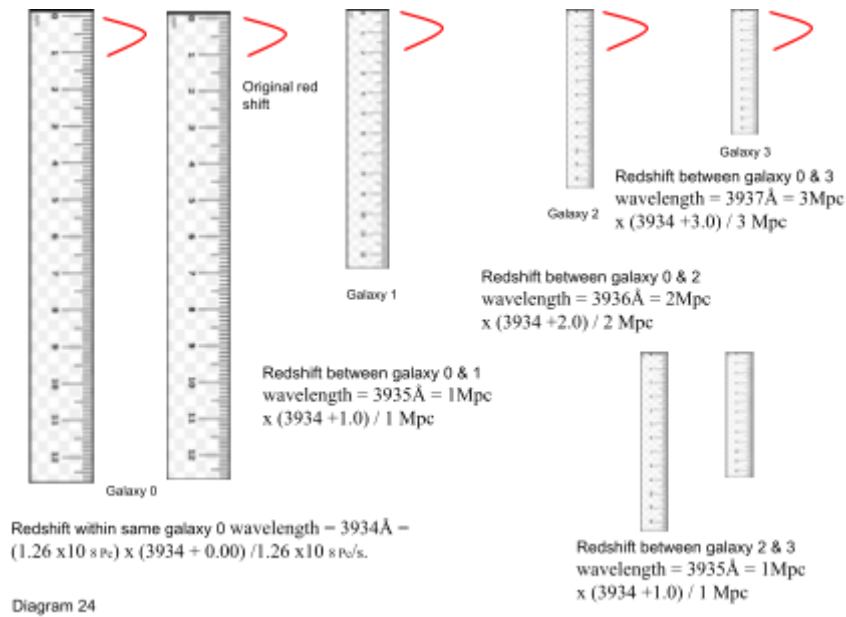 Original red
shift
Galaxy 3
Redshift between galaxy 0 & 3
wavelength = 3937Å = 3Mpc
x (3934 +3.0) / 3 Mpc
Galaxy 2
Redshift between galaxy 0 & 2
wavelength = 3936Å = 2Mpc
x (3934 +2.0) / 2 Mpc
Galaxy 1
Redshift between galaxy 0 & 1
wavelength = 3935Å = 1Mpc
x (3934 +1.0) / 1 Mpc
Galaxy 0
Redshift within same galaxy 0 wavelength = 3934Å =
(1.26 x10 8 Pc) x (3934 + 0.00) /1.26 x10 8 Pc/s.
Redshift between galaxy 2 & 3
wavelength = 3935Å = 1Mpc
x (3934 +1.0) / 1 Mpc
Diagram 24